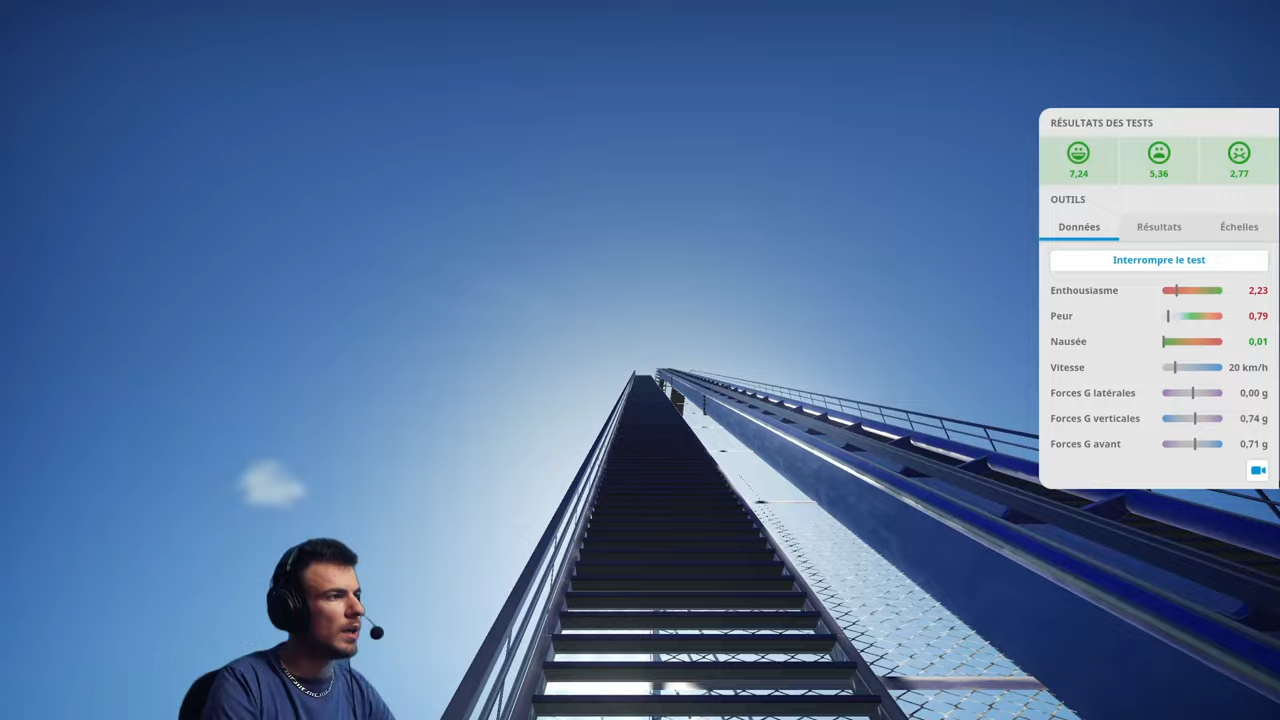 RÉSULTATS DES TESTS
7,24 5,36 2,77
OUTILS
Données Résultats Échelles
Interrompre le test
Enthousiasme 2,23
Peur 0,79
Nausée 0,01
Vitesse 20 km/h
Forces G latérales 0,00 g
Forces G verticales 0,74 g
Forces G avant 0,71 g